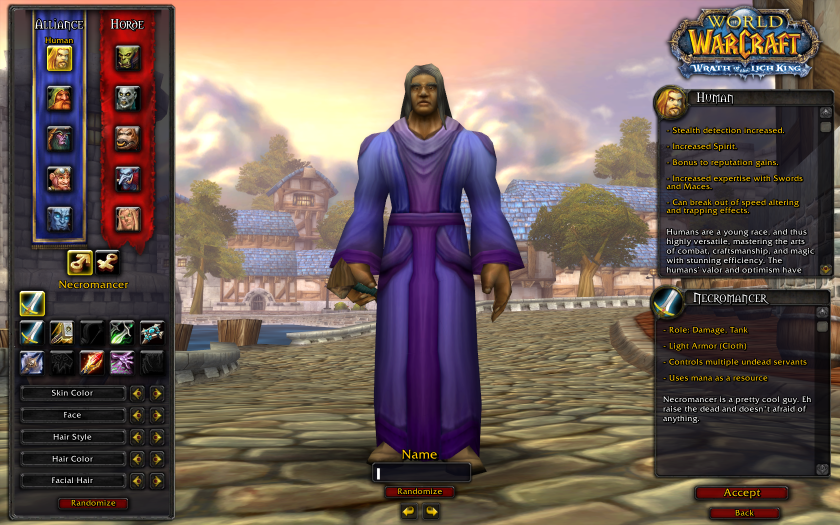 Alliance
Horde
Human
Necromancer
Skin Color
Face
Hair Style
Hair Color
Facial Hair
Randomize
Name
Randomize
World
of
WarCraft
Wrath of the Lich King
Human
- Stealth detection increased.
- Increased Spirit.
- Bonus to reputation gains.
- Increased expertise with Swords
and Maces.
- Can break out of speed altering
and trapping effects.
Humans are a young race, and thus
highly versatile, mastering the arts
of combat, craftsmanship, and magic
with stunning efficiency. The
humans' valor and optimism have
Necromancer
- Role: Damage, Tank
- Light Armor (Cloth)
- Controls multiple undead servants
- Uses mana as a resource
Necromancer is a pretty cool guy. Eh
raise the dead and doesn't afraid of
anything.
Accept
Back